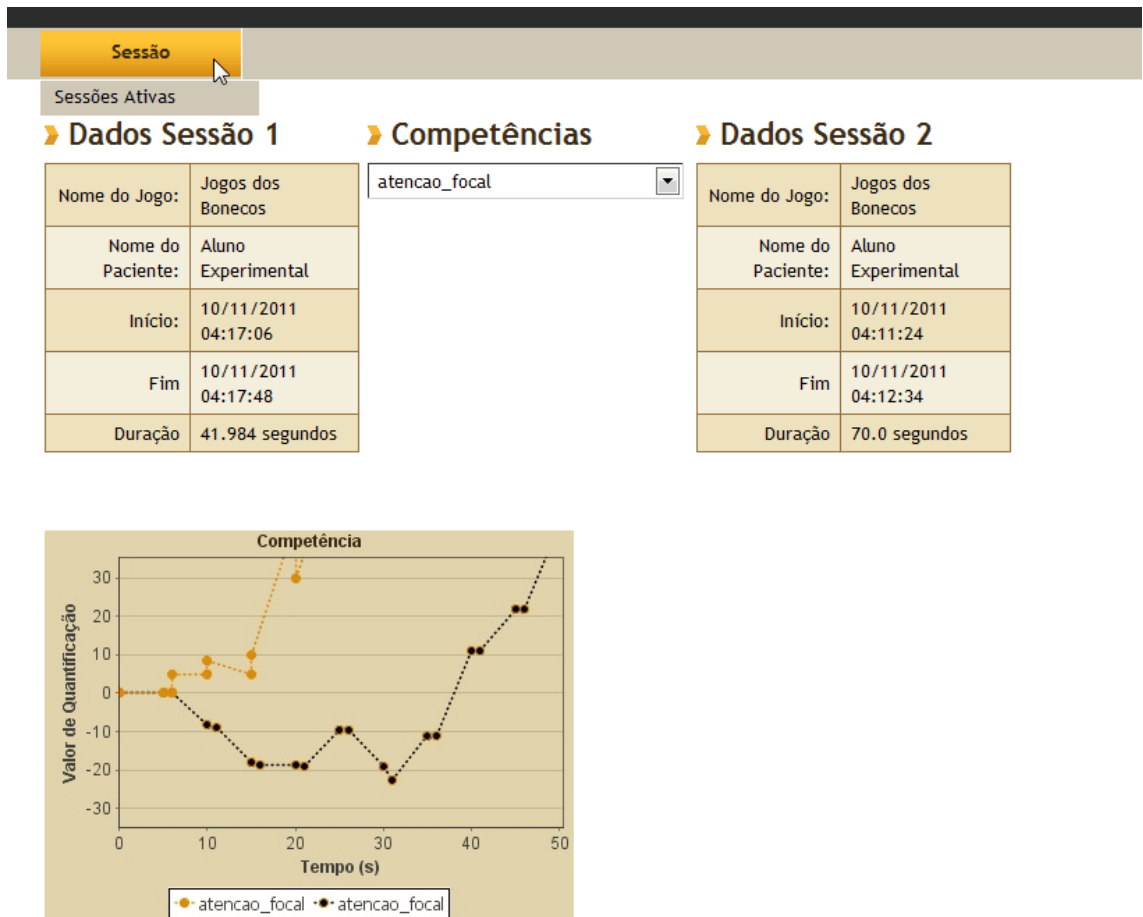 Sessão
Sessões Ativas
Dados Sessão 1
Nome do Jogo:
Jogos dos
Bonecos
Nome do
Paciente:
Aluno
Experimental
Início:
10/11/2011
04:17:06
Fim
10/11/2011
04:17:48
Duração
41.984 segundos
Competências
atencao_focal
Dados Sessão 2
Nome do Jogo:
Jogos dos
Bonecos
Nome do
Paciente:
Aluno
Experimental
Início:
10/11/2011
04:11:24
Fim
10/11/2011
04:12:34
Duração
70.0 segundos
Competência
Valor de Quantificação
30
20
10
0
-10
-20
-30
0 10 20 30 40 50
Tempo (s)
atencao_focal atencao_focal